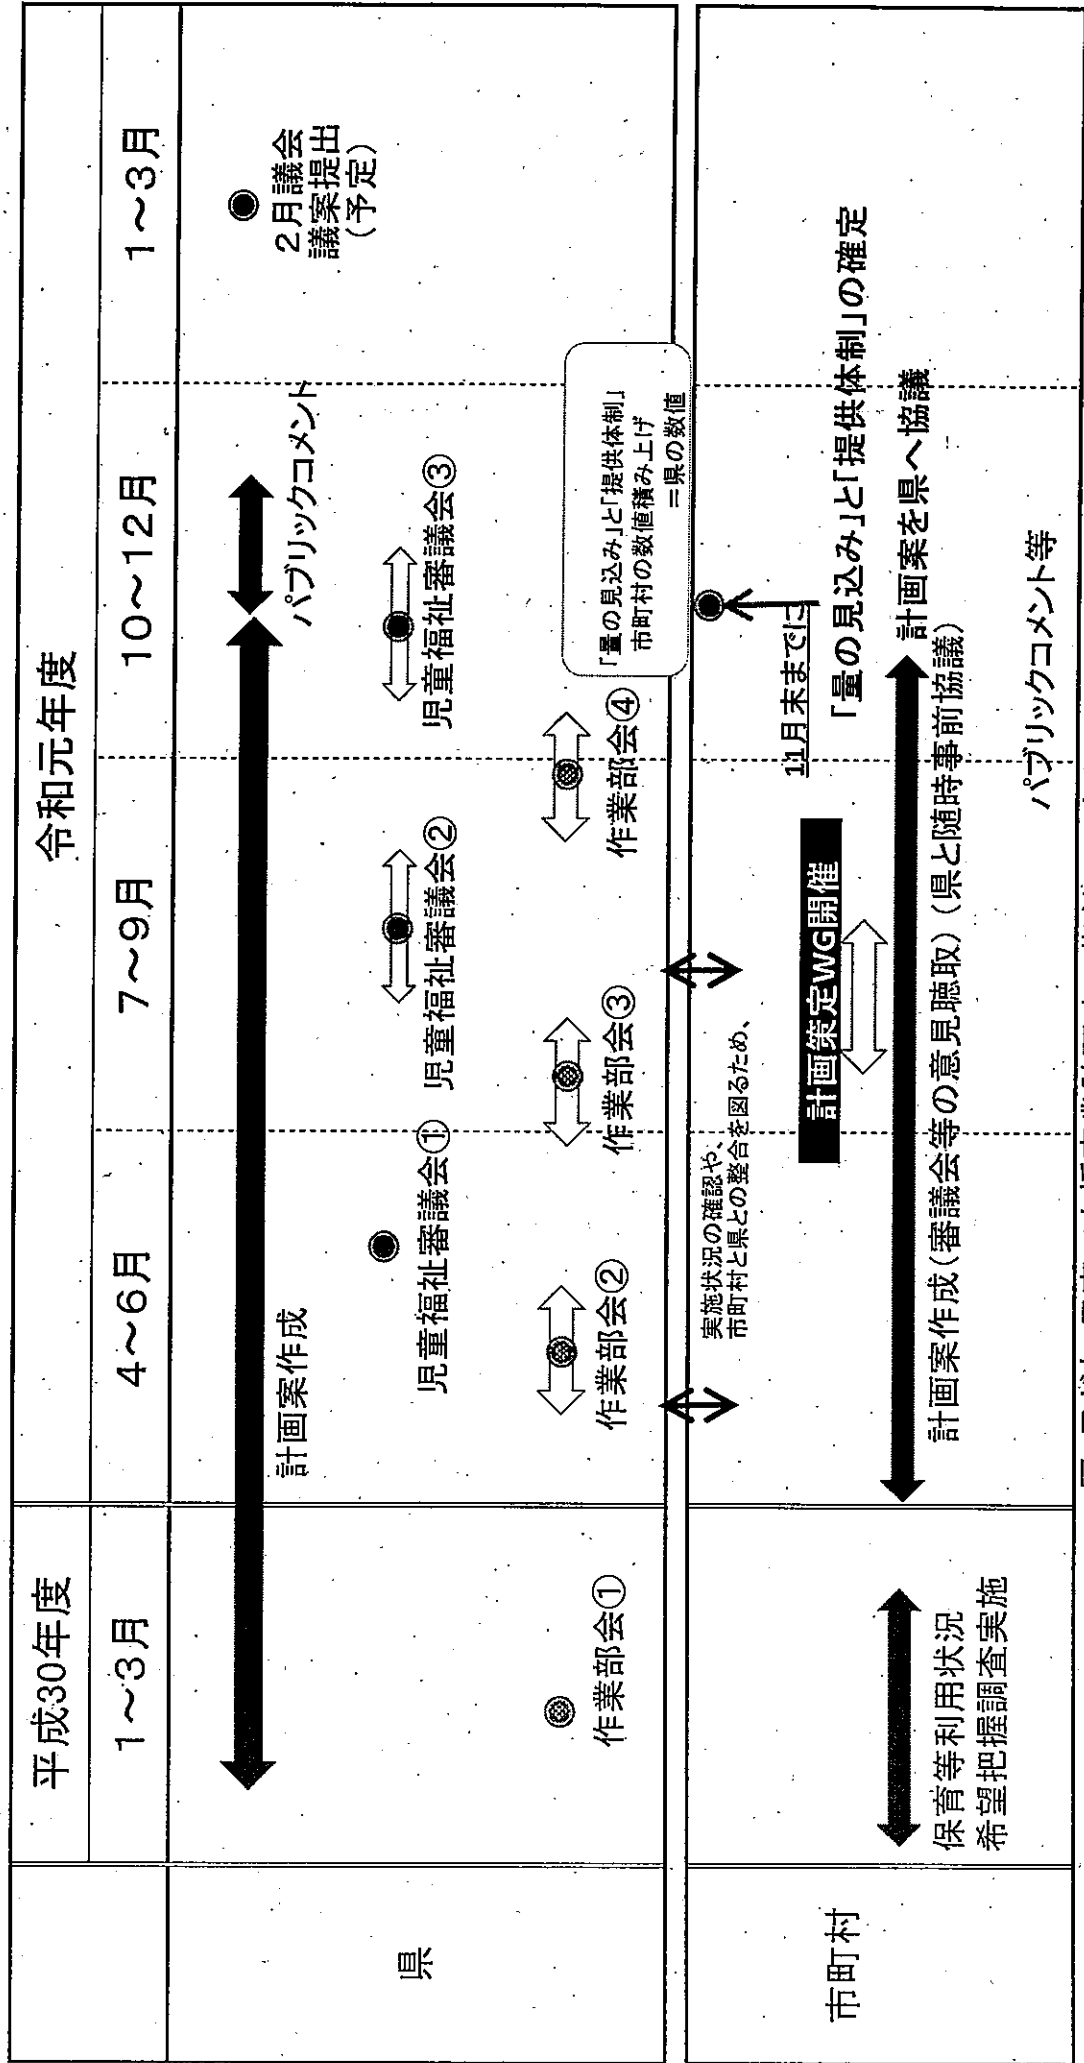 平成30年度
令和元年度
1～3月
4～6月
7～9月
10～12月
1～3月
県
計画案作成
パブリックコメント
2月議会
議案提出
(予定)
児童福祉審議会①
児童福祉審議会②
児童福祉審議会③
作業部会①
作業部会②
作業部会③
作業部会④
「量の見込み」と「提供体制」
市町村の数値積み上げ
＝県の数値
市町村
実施状況の確認や、
市町村と県との整合を図るため、
計画策定WG開催
11月末までに
「量の見込み」と「提供体制」の確定
計画案を県へ協議
保育等利用状況
希望把握調査実施
計画案作成(審議会等の意見聴取)(県と随時事前協議)
パブリックコメント等